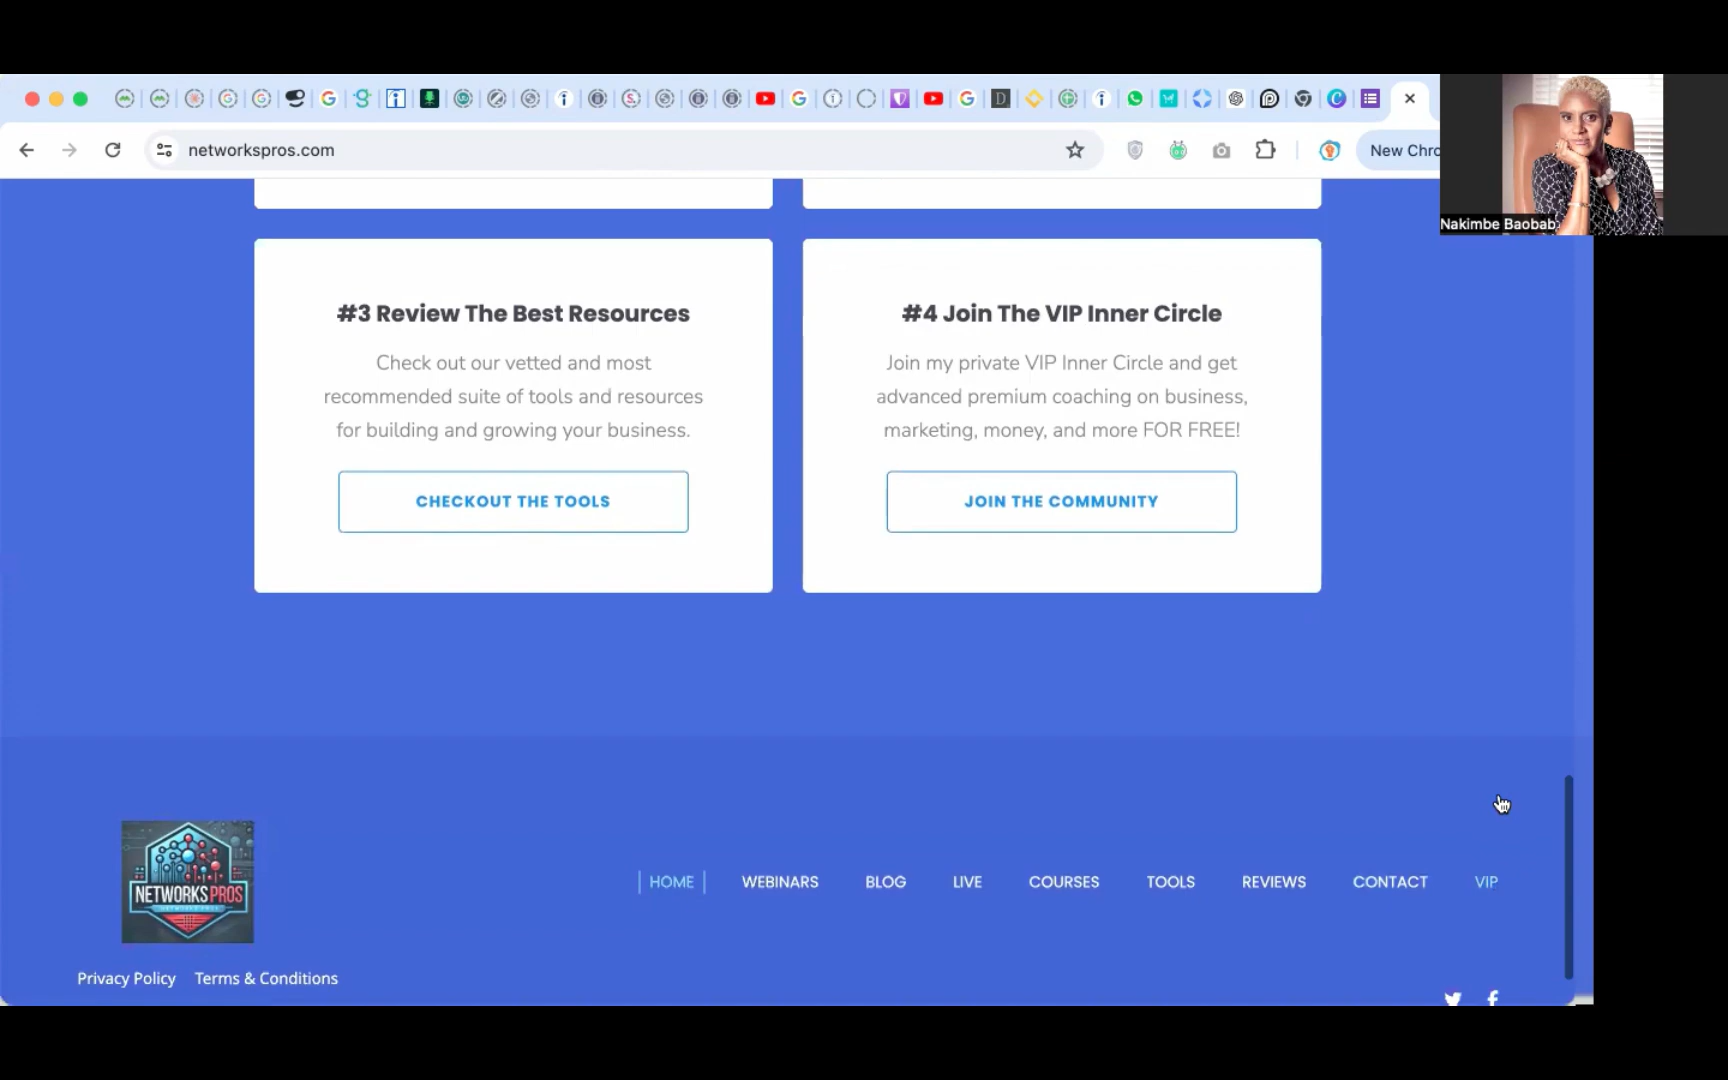 networkspros.com
New Chro
Nakimbe Baobab
#3 Review The Best Resources
Check out our vetted and most
recommended suite of tools and resources
for building and growing your business.
CHECKOUT THE TOOLS
#4 Join The VIP Inner Circle
Join my private VIP Inner Circle and get
advanced premium coaching on business,
marketing, money, and more FOR FREE!
JOIN THE COMMUNITY
NETWORKS PROS
NETWORKS PROS
HOME WEBINARS BLOG LIVE COURSES TOOLS REVIEWS CONTACT VIP
Privacy Policy Terms & Conditions